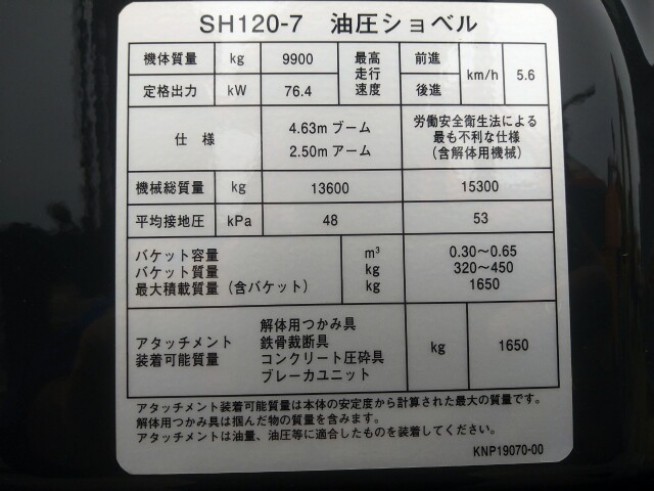 SH120-7 油圧ショベル
機体質量 kg 9900 最高走行速度 前進 km/h 5.6
定格出力 kW 76.4 後進
仕様 4.63m ブーム 2.50m アーム 労働安全衛生法による最も不利な仕様(含解体用機械)
機械総質量 kg 13600 15300
平均接地圧 kPa 48 53
バケット容量 m³ 0.30～0.65
バケット質量 kg 320～450
最大積載質量(含バケット) kg 1650
アタッチメント装着可能質量 解体用つかみ具 鉄骨裁断具 コンクリート圧砕具 ブレーカユニット kg 1650
アタッチメント装着可能質量は本体の安定度から計算された最大の質量です。
解体用つかみ具は掴んだ物の質量を含みます。
アタッチメントは油量、油圧等に適合したものを装着してください。
KNP19070-00